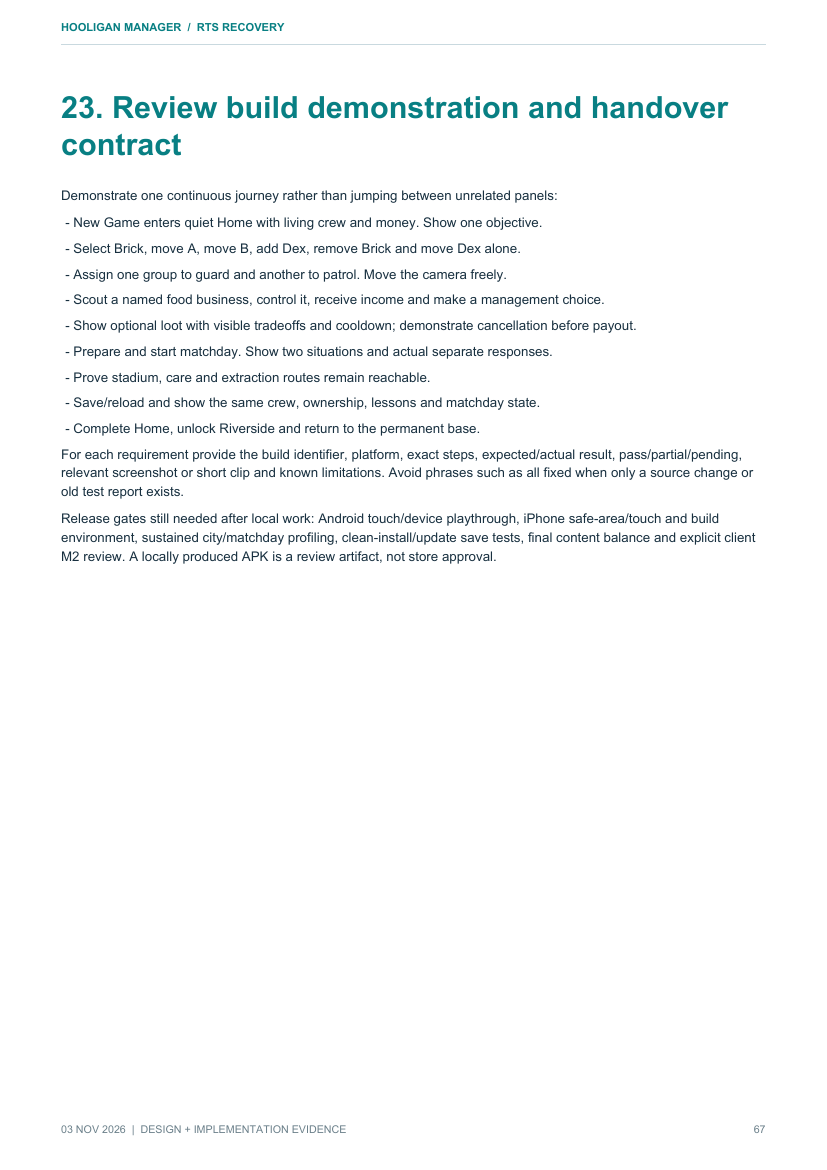 HOOLIGAN MANAGER / RTS RECOVERY
23. Review build demonstration and handover
contract
Demonstrate one continuous journey rather than jumping between unrelated panels:
- New Game enters quiet Home with living crew and money. Show one objective.
- Select Brick, move A, move B, add Dex, remove Brick and move Dex alone.
- Assign one group to guard and another to patrol. Move the camera freely.
- Scout a named food business, control it, receive income and make a management choice.
- Show optional loot with visible tradeoffs and cooldown; demonstrate cancellation before payout.
- Prepare and start matchday. Show two situations and actual separate responses.
- Prove stadium, care and extraction routes remain reachable.
- Save/reload and show the same crew, ownership, lessons and matchday state.
- Complete Home, unlock Riverside and return to the permanent base.
For each requirement provide the build identifier, platform, exact steps, expected/actual result, pass/partial/pending,
relevant screenshot or short clip and known limitations. Avoid phrases such as all fixed when only a source change or
old test report exists.
Release gates still needed after local work: Android touch/device playthrough, iPhone safe-area/touch and build
environment, sustained city/matchday profiling, clean-install/update save tests, final content balance and explicit client
M2 review. A locally produced APK is a review artifact, not store approval.
03 NOV 2026 | DESIGN + IMPLEMENTATION EVIDENCE
67